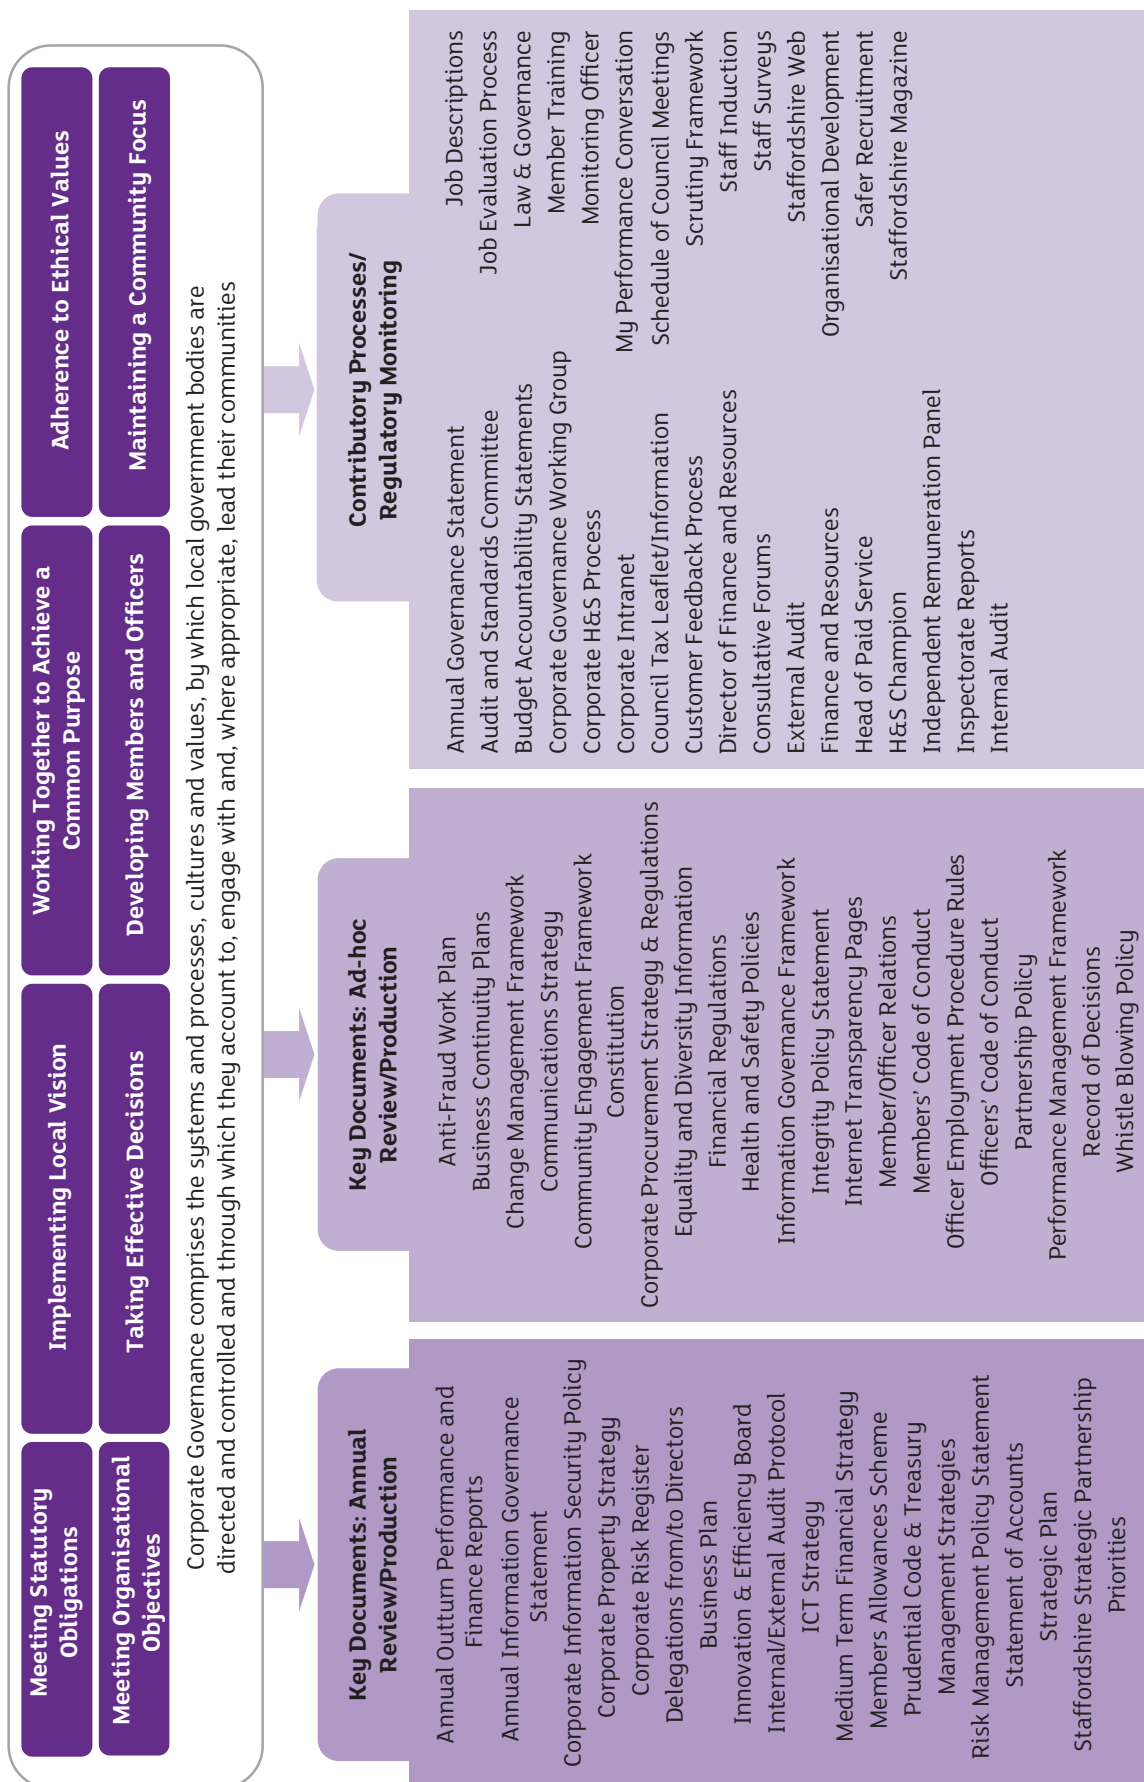 Meeting Statutory
Obligations
Implementing Local Vision
Working Together to Achieve a
Common Purpose
Adherence to Ethical Values
Meeting Organisational
Objectives
Taking Effective Decisions
Developing Members and Officers
Maintaining a Community Focus
Corporate Governance comprises the systems and processes, cultures and values, by which local government bodies are
directed and controlled and through which they account to, engage with and, where appropriate, lead their communities
Key Documents: Annual
Review/Production
Annual Outturn Performance and
Finance Reports
Annual Information Governance
Statement
Corporate Information Security Policy
Corporate Property Strategy
Corporate Risk Register
Delegations from/to Directors
Business Plan
Innovation & Efficiency Board
Internal/External Audit Protocol
ICT Strategy
Medium Term Financial Strategy
Members Allowances Scheme
Prudential Code & Treasury
Management Strategies
Risk Management Policy Statement
Statement of Accounts
Strategic Plan
Staffordshire Strategic Partnership
Priorities
Key Documents: Ad-hoc
Review/Production
Anti-Fraud Work Plan
Business Continuity Plans
Change Management Framework
Communications Strategy
Community Engagement Framework
Constitution
Corporate Procurement Strategy & Regulations
Equality and Diversity Information
Financial Regulations
Health and Safety Policies
Information Governance Framework
Integrity Policy Statement
Internet Transparency Pages
Member/Officer Relations
Members' Code of Conduct
Officer Employment Procedure Rules
Officers' Code of Conduct
Partnership Policy
Performance Management Framework
Record of Decisions
Whistle Blowing Policy
Contributory Processes/
Regulatory Monitoring
Annual Governance Statement
Audit and Standards Committee
Budget Accountability Statements
Corporate Governance Working Group
Corporate H&S Process
Corporate Intranet
Council Tax Leaflet/Information
Customer Feedback Process
Director of Finance and Resources
Consultative Forums
External Audit
Finance and Resources
Head of Paid Service
H&S Champion
Independent Remuneration Panel
Inspectorate Reports
Internal Audit
Job Descriptions
Job Evaluation Process
Law & Governance
Member Training
Monitoring Officer
My Performance Conversation
Schedule of Council Meetings
Scrutiny Framework
Staff Induction
Staff Surveys
Staffordshire Web
Organisational Development
Safer Recruitment
Staffordshire Magazine